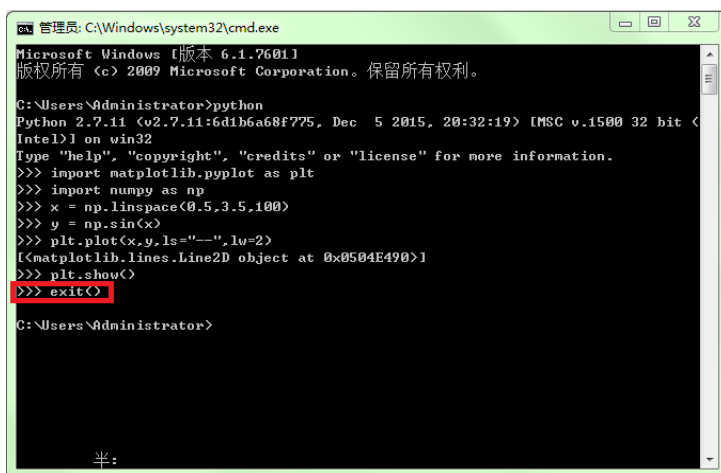 管理员: C:\Windows\system32\cmd.exe
Microsoft Windows [版本 6.1.7601]
版权所有 (c) 2009 Microsoft Corporation。保留所有权利。
C:\Users\Administrator>python
Python 2.7.11 (v2.7.11:6d1b6a68f775, Dec  5 2015, 20:32:19) [MSC v.1500 32 bit (
Intel)] on win32
Type "help", "copyright", "credits" or "license" for more information.
>>> import matplotlib.pyplot as plt
>>> import numpy as np
>>> x = np.linspace(0.5,3.5,100)
>>> y = np.sin(x)
>>> plt.plot(x,y,ls="--",lw=2)
[<matplotlib.lines.Line2D object at 0x0504E490>]
>>> plt.show()
>>> exit()
C:\Users\Administrator>
半: